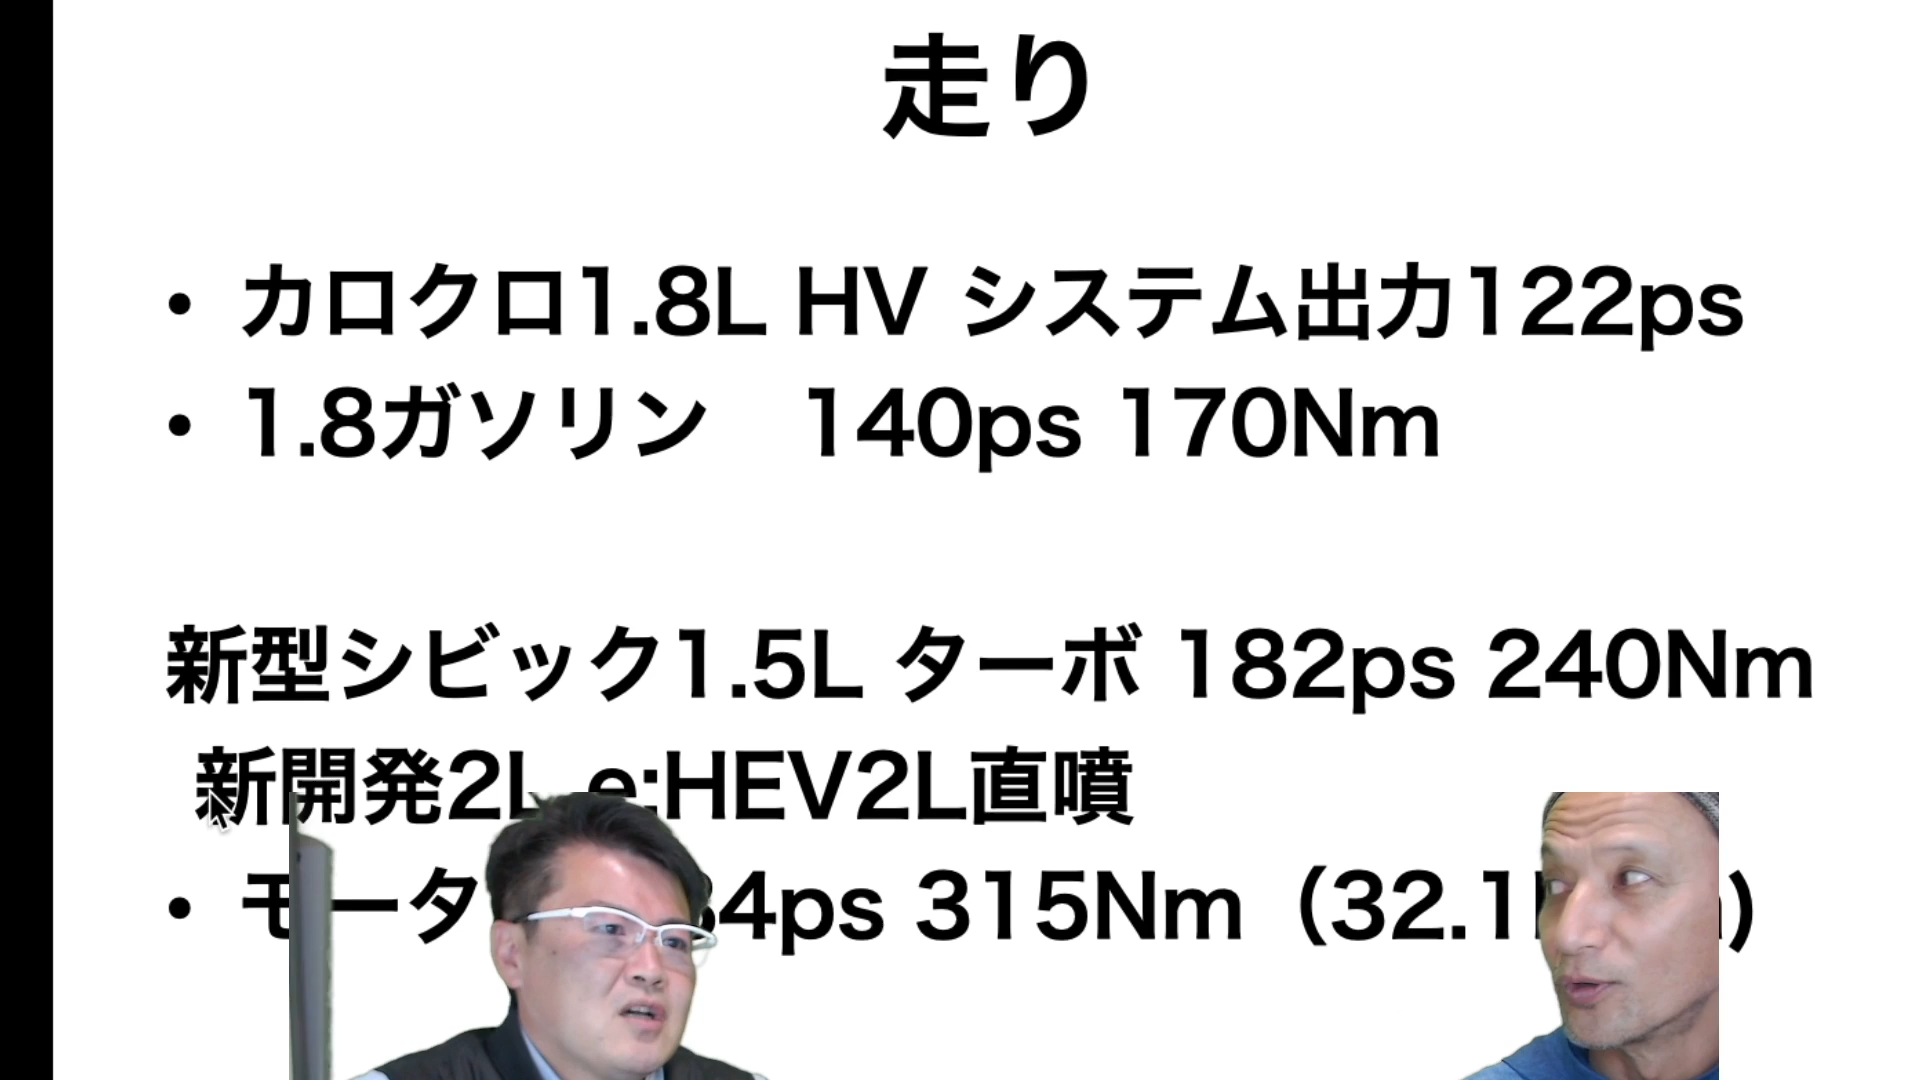 走り
• カロクロ1.8L HV システム出力122ps
• 1.8ガソリン　140ps 170Nm
新型シビック1.5L ターボ 182ps 240Nm
新開発2L e:HEV2L直噴
• モータ 4ps 315Nm（32.1 )